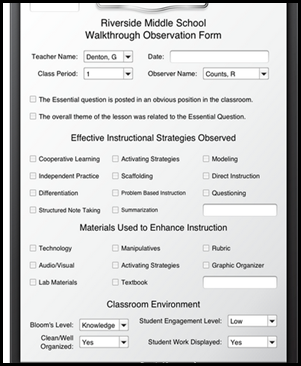 Riverside Middle School
Walkthrough Observation Form
Teacher Name: Denton, G Date:
Class Period: 1 Observer Name: Counts, R
The Essential question is posted in an obvious position in the classroom.
The overall theme of the lesson was related to the Essential Question.
Effective Instructional Strategies Observed
Cooperative Learning Activating Strategies Modeling
Independent Practice Scaffolding Direct Instruction
Differentiation Problem Based Instruction Questioning
Structured Note Taking Summarization
Materials Used to Enhance Instruction
Technology Manipulatives Rubric
Audio/Visual Activating Strategies Graphic Organizer
Lab Materials Textbook
Classroom Environment
Bloom's Level: Knowledge Student Engagement Level: Low
Clean/Well
Organized: Yes Student Work Displayed: Yes